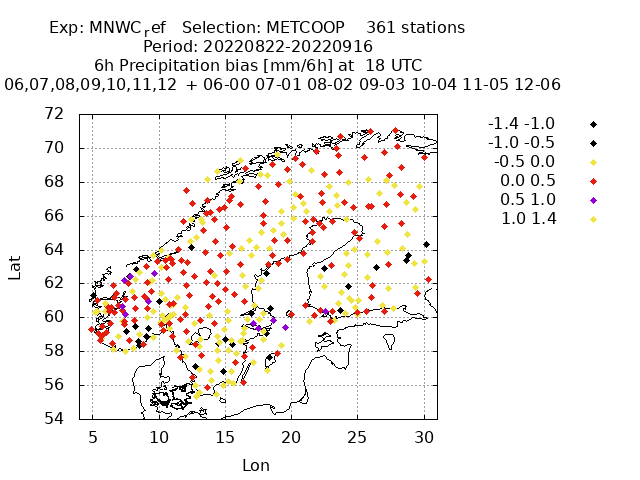 Exp: MNWC_ref   Selection: METCOOP    361 stations
Period: 20220822-20220916
6h Precipitation bias [mm/6h] at  18 UTC
06,07,08,09,10,11,12  + 06-00 07-01 08-02 09-03 10-04 11-05 12-06
72
70
68
66
64
62
60
58
56
54
5 10 15 20 25 30
Lat
Lon
-1.4 -1.0
-1.0 -0.5
-0.5 0.0
0.0 0.5
0.5 1.0
1.0 1.4